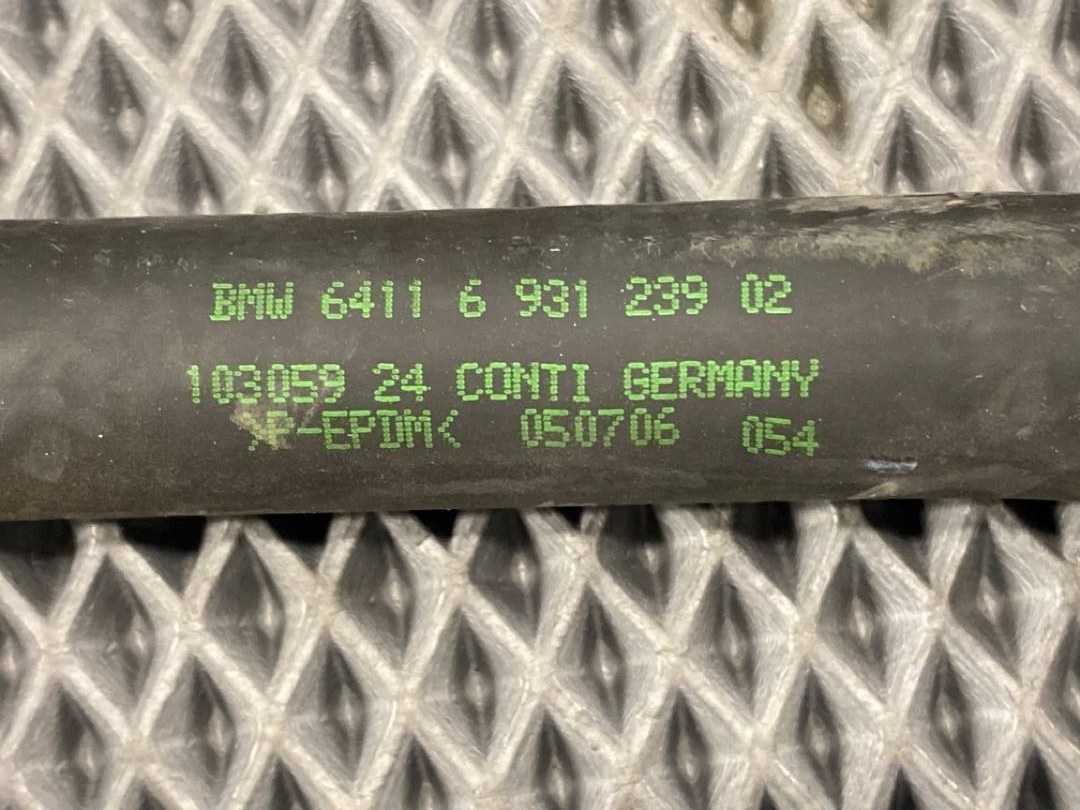 BMW 6411 6 931 239 02
103059 24 CONTI GERMANY
>P-EPDM< 050706 054